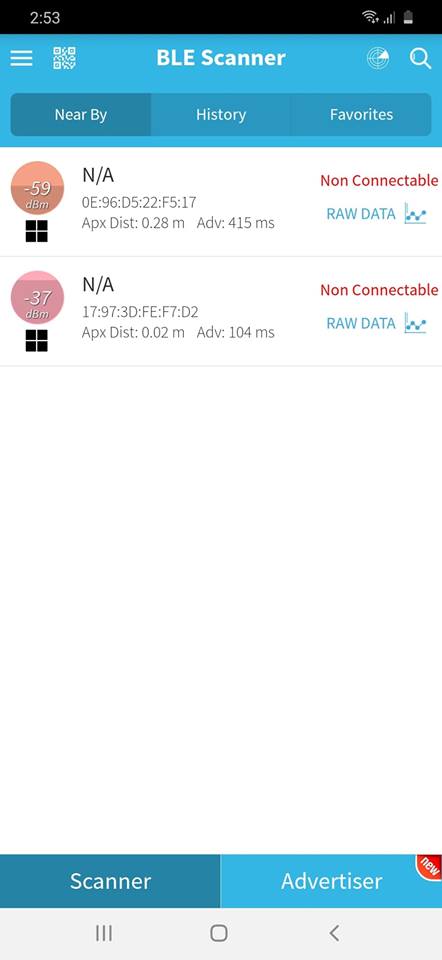 2:53
BLE Scanner
Near By History Favorites
N/A
-59 dBm
0E:96:D5:22:F5:17
Apx Dist: 0.28 m Adv: 415 ms
Non Connectable
RAW DATA
N/A
-37 dBm
17:97:3D:FE:F7:D2
Apx Dist: 0.02 m Adv: 104 ms
Non Connectable
RAW DATA
Scanner Advertiser
new